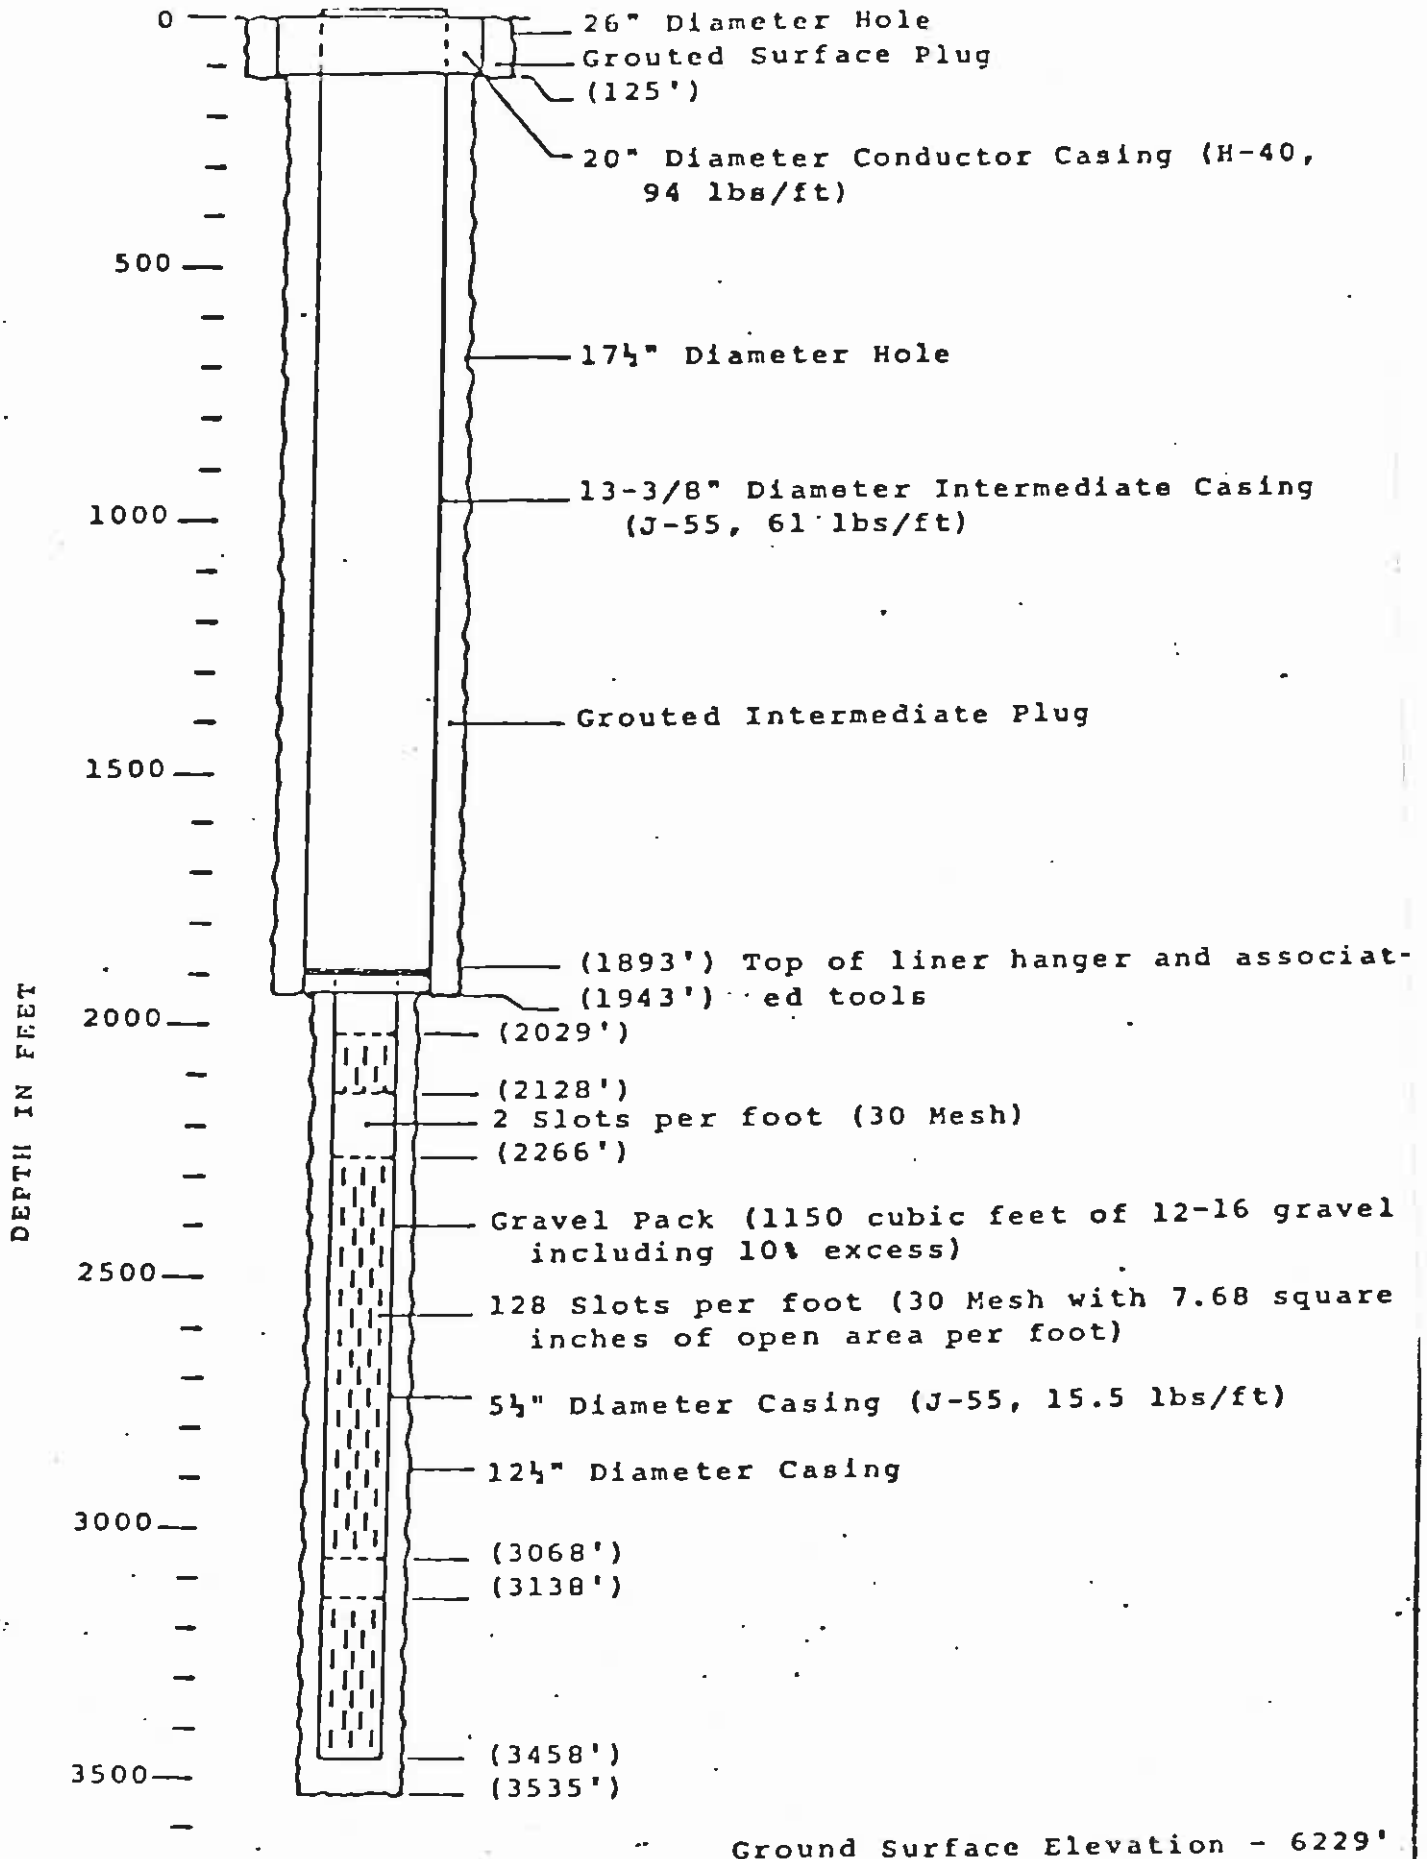 0
26" Diameter Hole
Grouted Surface Plug
(125')
20" Diameter Conductor Casing (H-40,
94 lbs/ft)
500
17½" Diameter Hole
13-3/8" Diameter Intermediate Casing
(J-55, 61 lbs/ft)
1000
Grouted Intermediate Plug
1500
(1893') Top of liner hanger and associat-
(1943') ed tools
2000
(2029')
(2128')
2 Slots per foot (30 Mesh)
(2266')
DEPTH IN FEET
Gravel Pack (1150 cubic feet of 12-16 gravel
including 10% excess)
2500
128 Slots per foot (30 Mesh with 7.68 square
inches of open area per foot)
5½" Diameter Casing (J-55, 15.5 lbs/ft)
12½" Diameter Casing
3000
(3068')
(3138')
(3458')
3500
(3535')
Ground Surface Elevation - 6229'